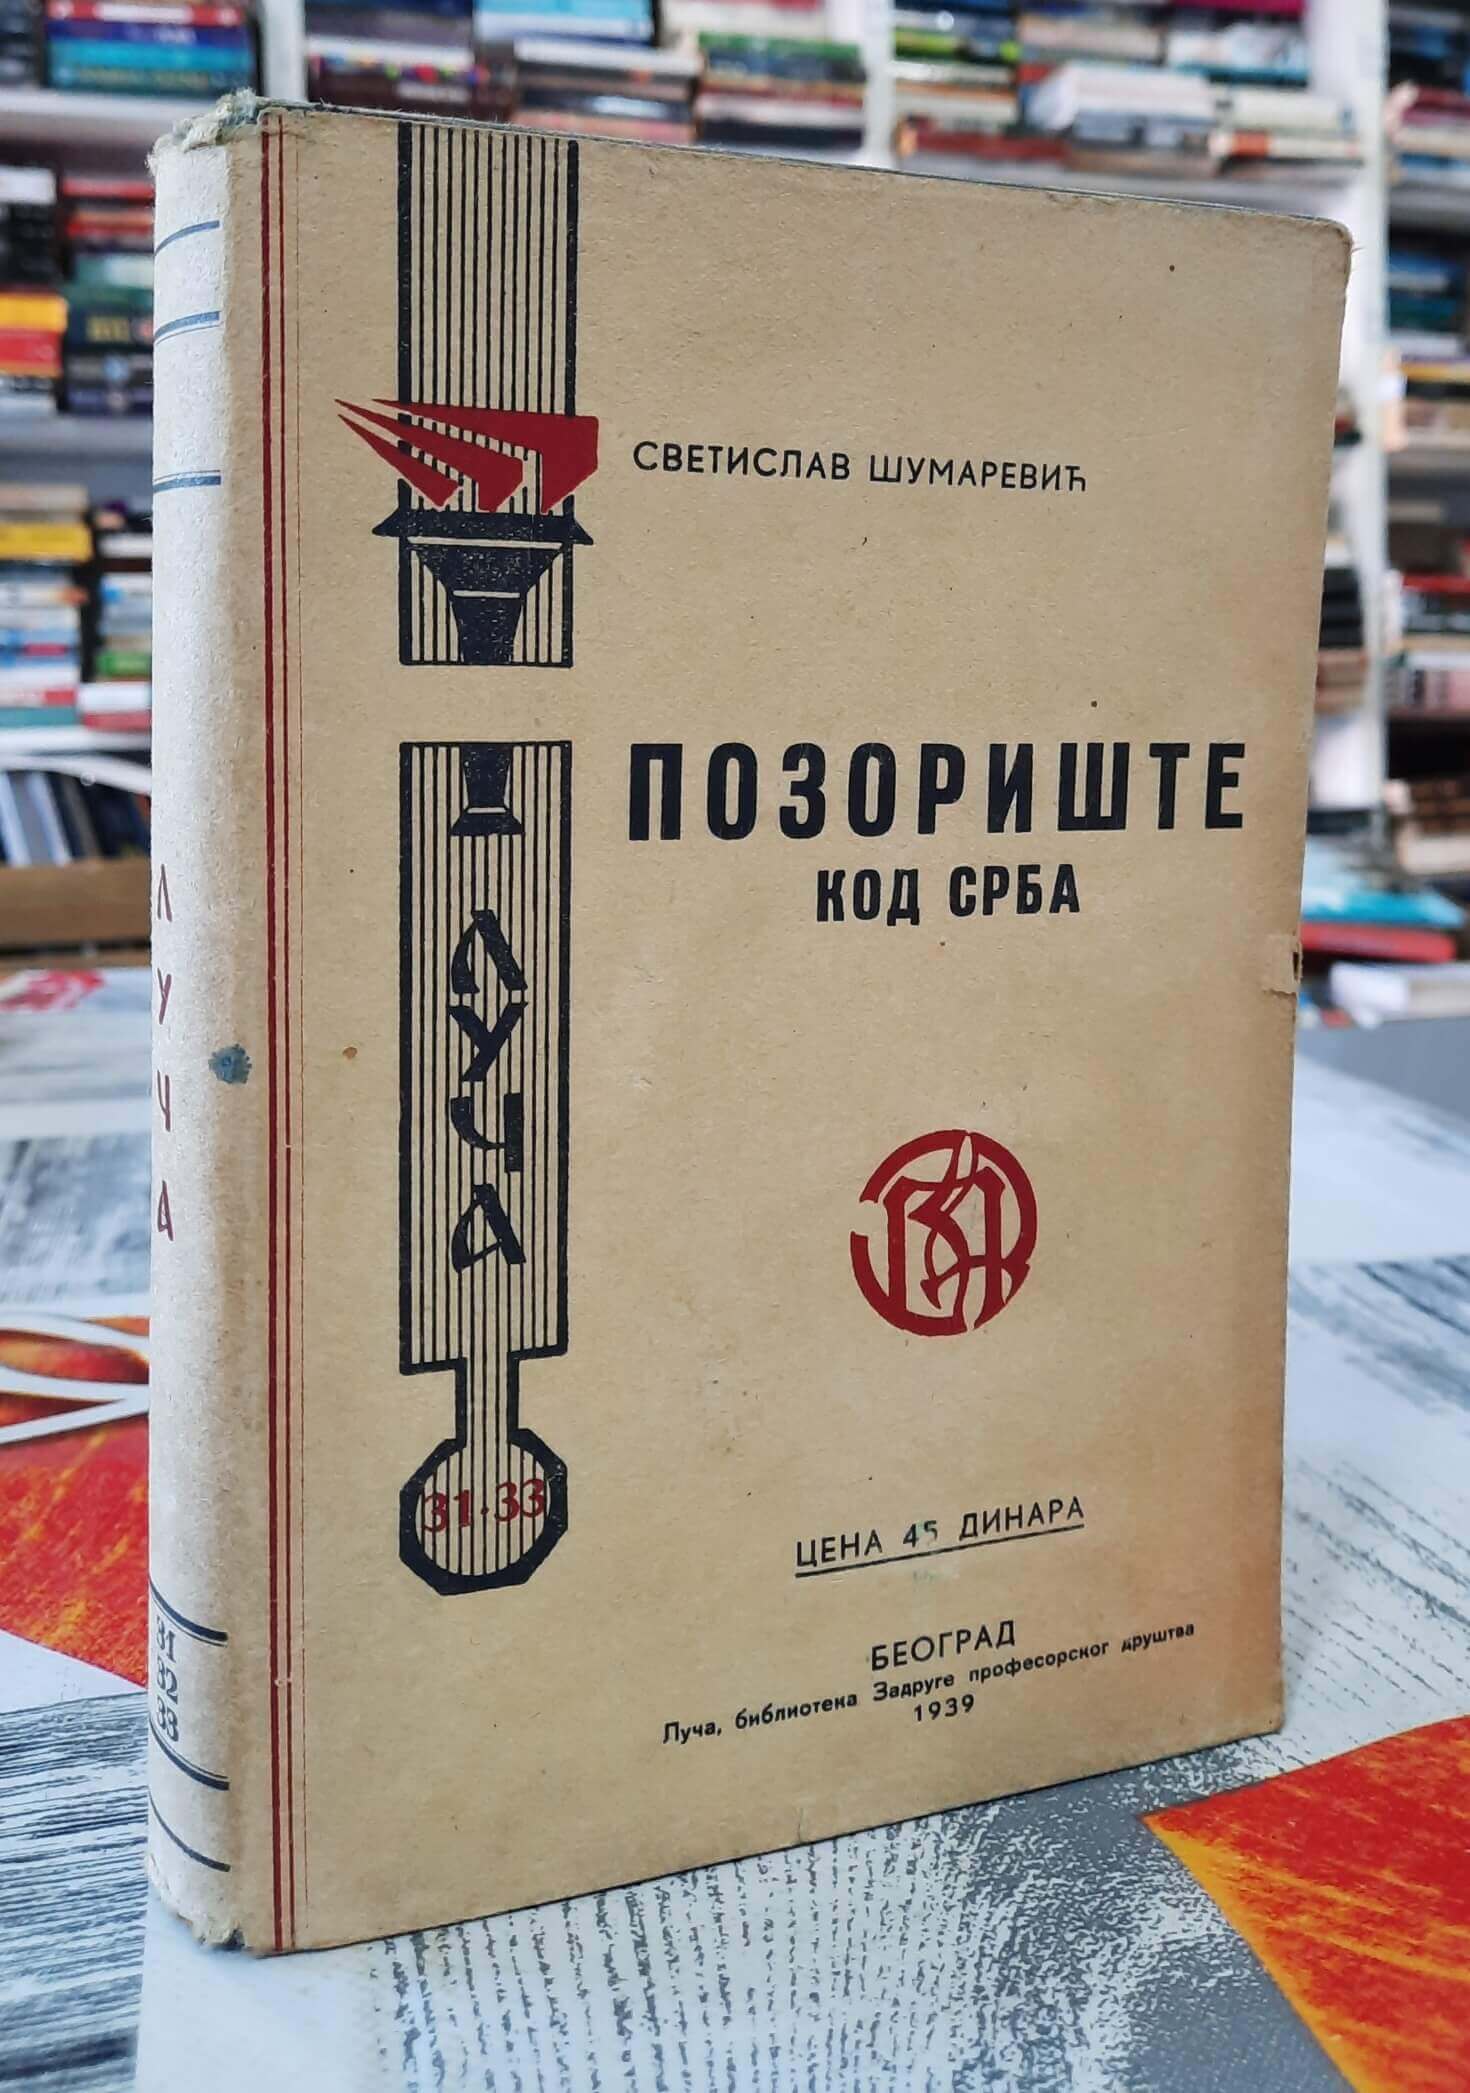 СВЕТИСЛАВ ШУМАРЕВИЋ
ПОЗОРИШТЕ
КОД СРБА
ЛУЧА
31·33
ЦЕНА 45 ДИНАРА
БЕОГРАД
Луча, библиотека Задруге професорског друштва
1939
ЛУЧА
31
32
33